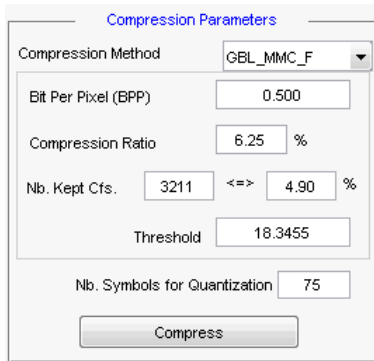 Compression Parameters
Compression Method GBL_MMC_F
Bit Per Pixel (BPP) 0.500
Compression Ratio 6.25 %
Nb. Kept Cfs. 3211 <=> 4.90 %
Threshold 18.3455
Nb. Symbols for Quantization 75
Compress